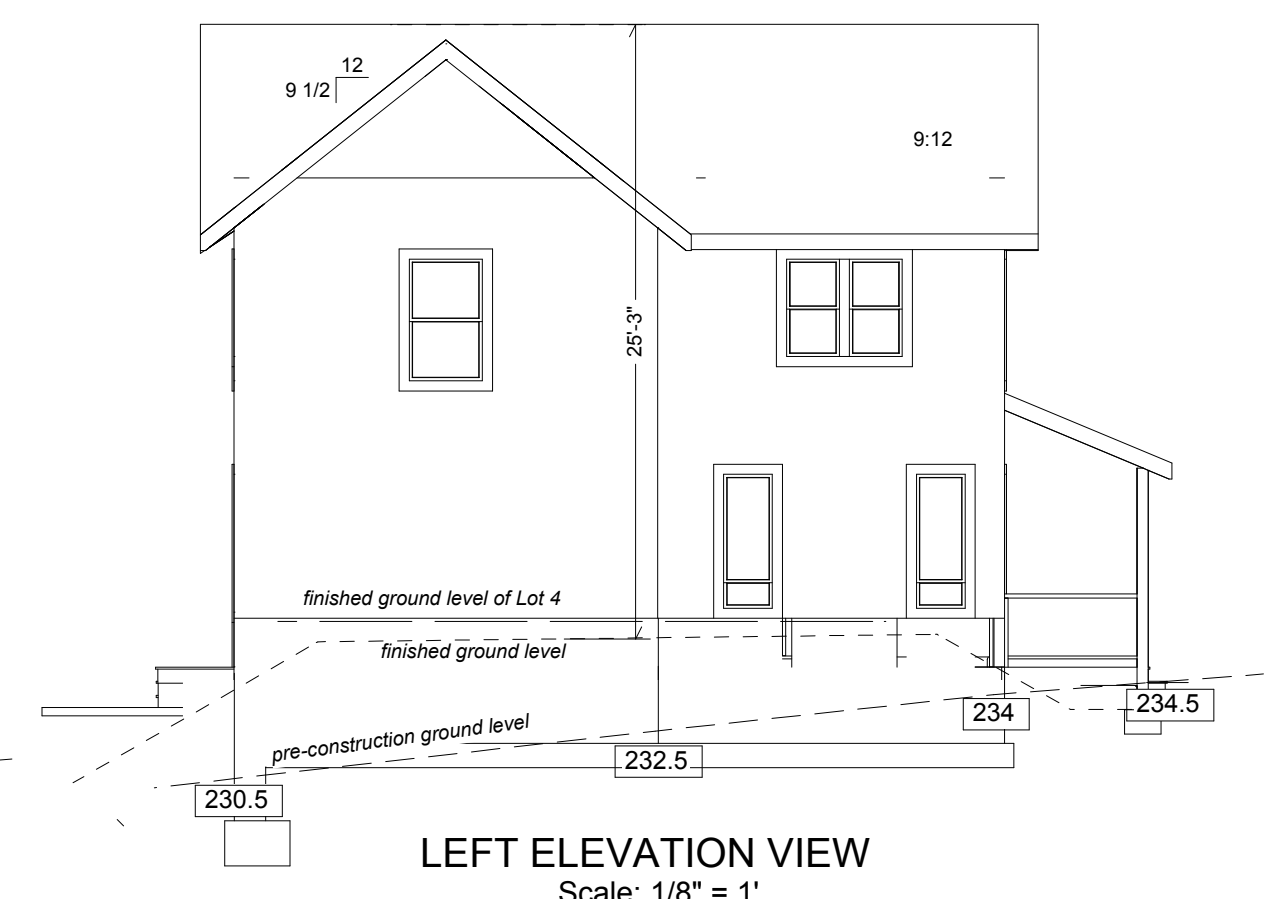 12
9 1/2
9:12
25'-3"
finished ground level of Lot 4
finished ground level
pre-construction ground level
234
234.5
232.5
230.5
LEFT ELEVATION VIEW
Scale: 1/8" = 1'